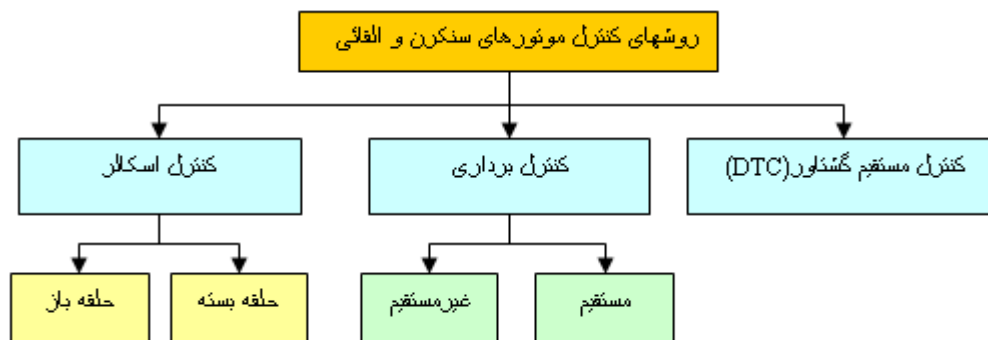 روشهای کنترل موتورهای سنکرن و القائی
کنترل مستقیم گشتاور(DTC)
کنترل برداری
کنترل اسکالر
مستقیم
غیرمستقیم
حلقه بسته
حلقه باز